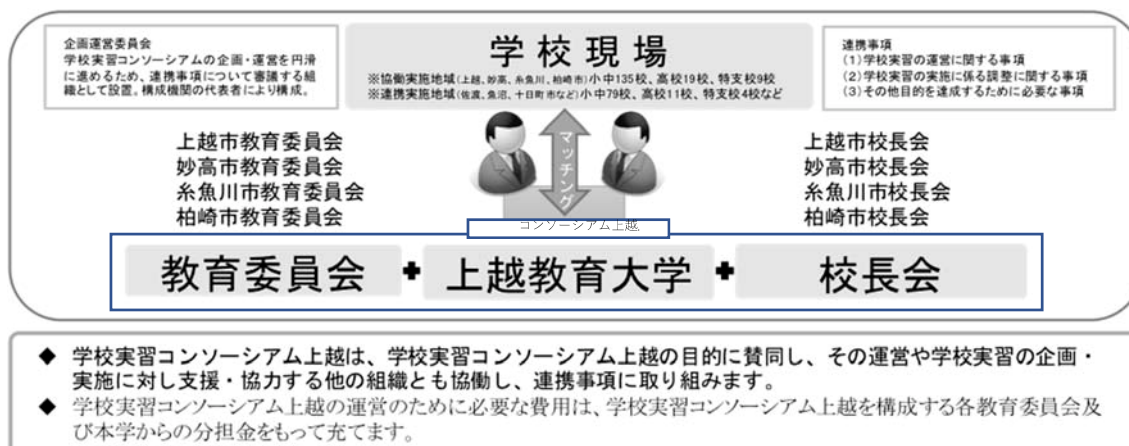 企画運営委員会
学校実習コンソーシアムの企画・運営を円滑
に進めるため、連携事項について審議する組
織として設置。構成機関の代表者により構成。
学校現場
※協働実施地域(上越、妙高、糸魚川、柏崎市)小中135校、高校19校、特支校9校
※連携実施地域(佐渡、魚沼、十日町市など)小中79校、高校11校、特支校4校など
連携事項
(1)学校実習の運営に関する事項
(2)学校実習の実施に係る調整に関する事項
(3)その他目的を達成するために必要な事項
上越市教育委員会
妙高市教育委員会
糸魚川市教育委員会
柏崎市教育委員会
マッチング
上越市校長会
妙高市校長会
糸魚川市校長会
柏崎市校長会
コンソーシアム上越
教育委員会 + 上越教育大学 + 校長会
◆ 学校実習コンソーシアム上越は、学校実習コンソーシアム上越の目的に賛同し、その運営や学校実習の企画・
実施に対し支援・協力する他の組織とも協働し、連携事項に取り組みます。
◆ 学校実習コンソーシアム上越の運営のために必要な費用は、学校実習コンソーシアム上越を構成する各教育委員会及
び本学からの分担金をもって充てます。